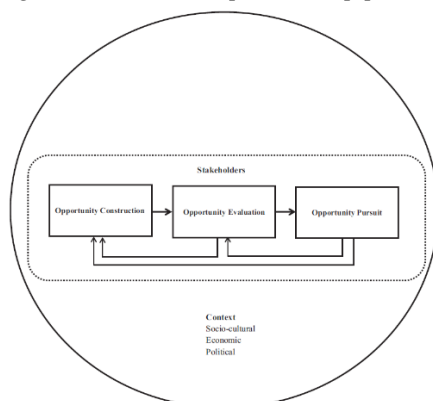 Stakeholders
Opportunity Construction
Opportunity Evaluation
Opportunity Pursuit
Context
Socio-cultural
Economic
Political